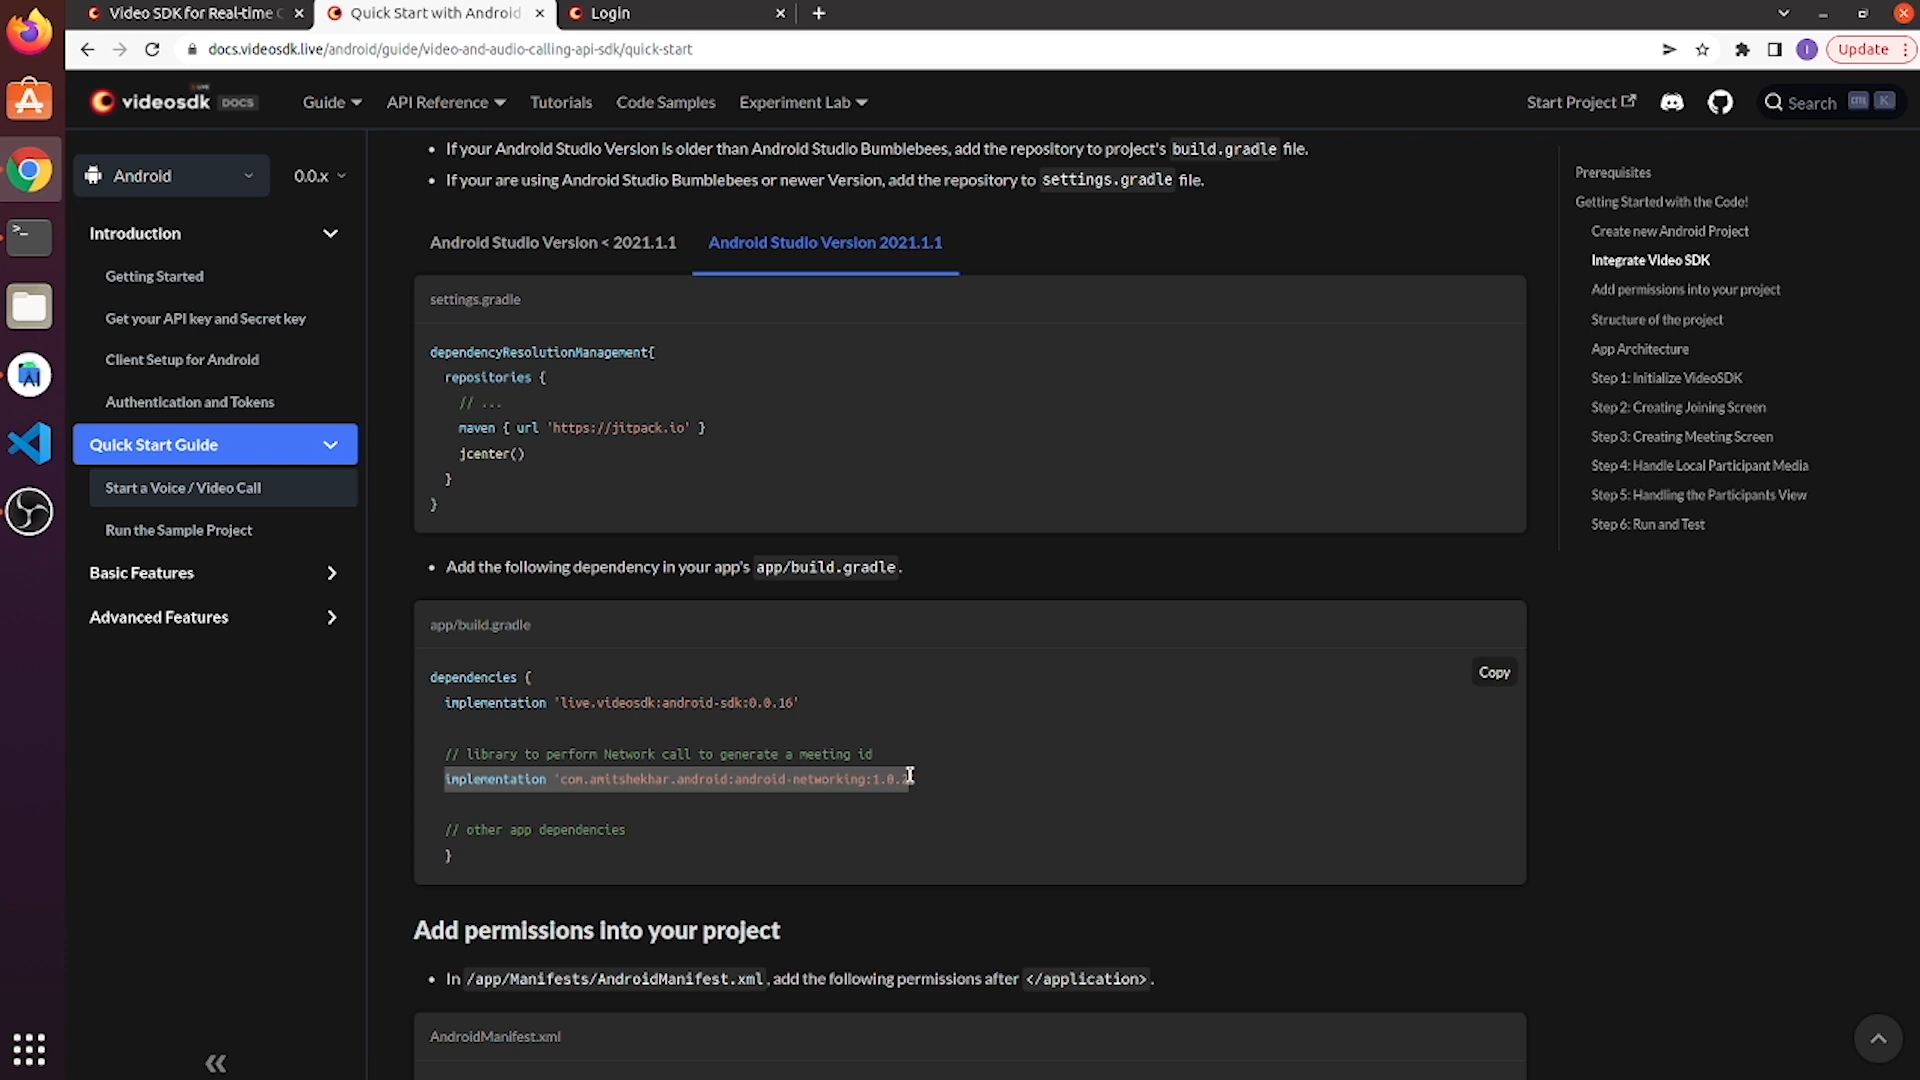 Video SDK for Real-time C
Quick Start with Android
Login
docs.videosdk.live/android/guide/video-and-audio-calling-api-sdk/quick-start
Update
videosdk
LIVE
DOCS
Guide
API Reference
Tutorials
Code Samples
Experiment Lab
Start Project
Search
K
Android
0.0.x
Introduction
Getting Started
Get your API key and Secret key
Client Setup for Android
Authentication and Tokens
Quick Start Guide
Start a Voice / Video Call
Run the Sample Project
Basic Features
Advanced Features
• If your Android Studio Version is older than Android Studio Bumblebees, add the repository to project's build.gradle file.
• If your are using Android Studio Bumblebees or newer Version, add the repository to settings.gradle file.
Android Studio Version < 2021.1.1
Android Studio Version 2021.1.1
settings.gradle
dependencyResolutionManagement{
repositories {
// ...
maven { url 'https://jitpack.io' }
jcenter()
}
}
• Add the following dependency in your app's app/build.gradle.
app/build.gradle
Copy
dependencies {
implementation 'live.videosdk:android-sdk:0.0.16'
// library to perform Network call to generate a meeting id
implementation 'com.amitshekhar.android:android-networking:1.0.
// other app dependencies
}
Add permissions into your project
• In /app/Manifests/AndroidManifest.xml, add the following permissions after </application>.
AndroidManifest.xml
Prerequisites
Getting Started with the Code!
Create new Android Project
Integrate Video SDK
Add permissions into your project
Structure of the project
App Architecture
Step 1: Initialize VideoSDK
Step 2: Creating Joining Screen
Step 3: Creating Meeting Screen
Step 4: Handle Local Participant Media
Step 5: Handling the Participants View
Step 6: Run and Test